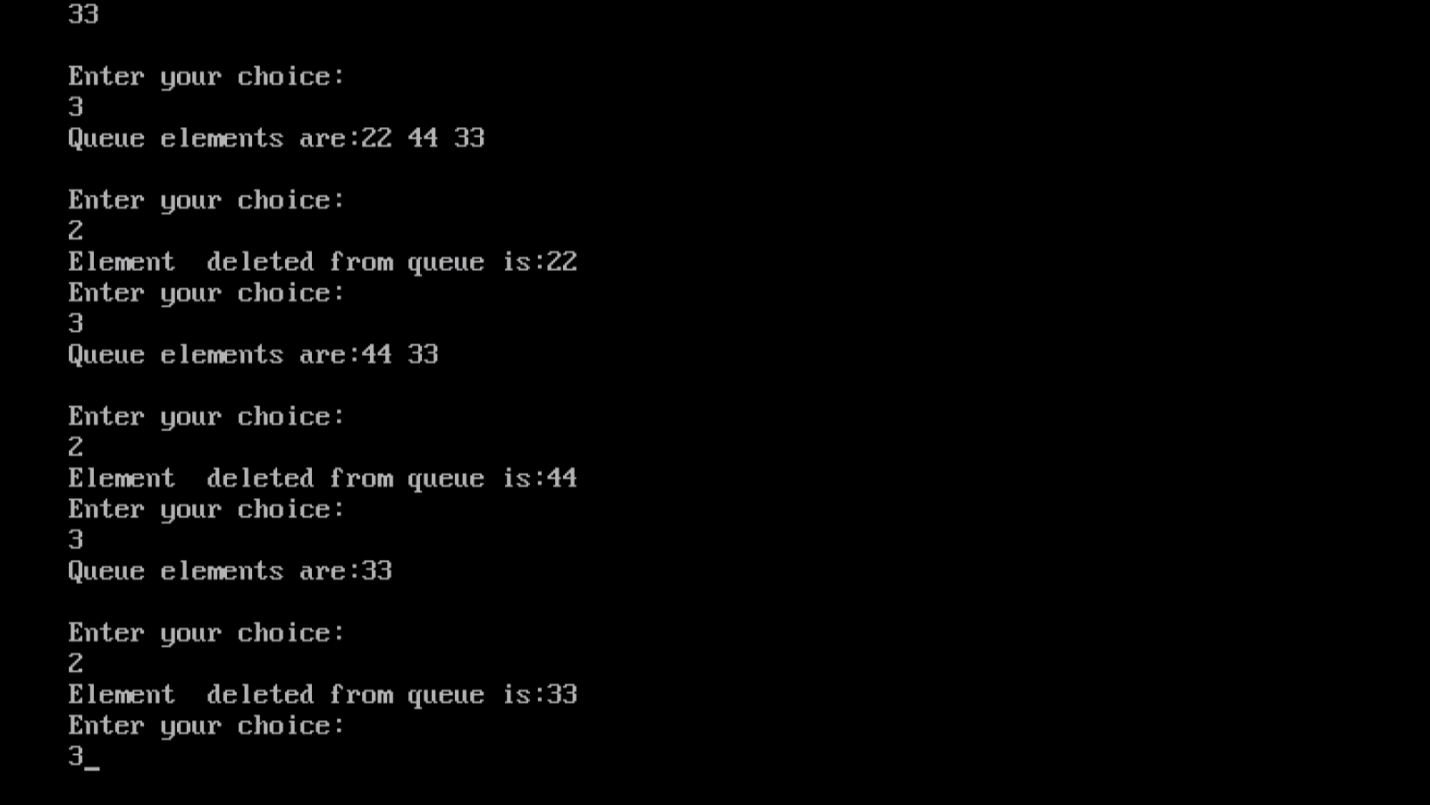 33
Enter your choice:
3
Queue elements are:22 44 33
Enter your choice:
2
Element  deleted from queue is:22
Enter your choice:
3
Queue elements are:44 33
Enter your choice:
2
Element  deleted from queue is:44
Enter your choice:
3
Queue elements are:33
Enter your choice:
2
Element  deleted from queue is:33
Enter your choice:
3_